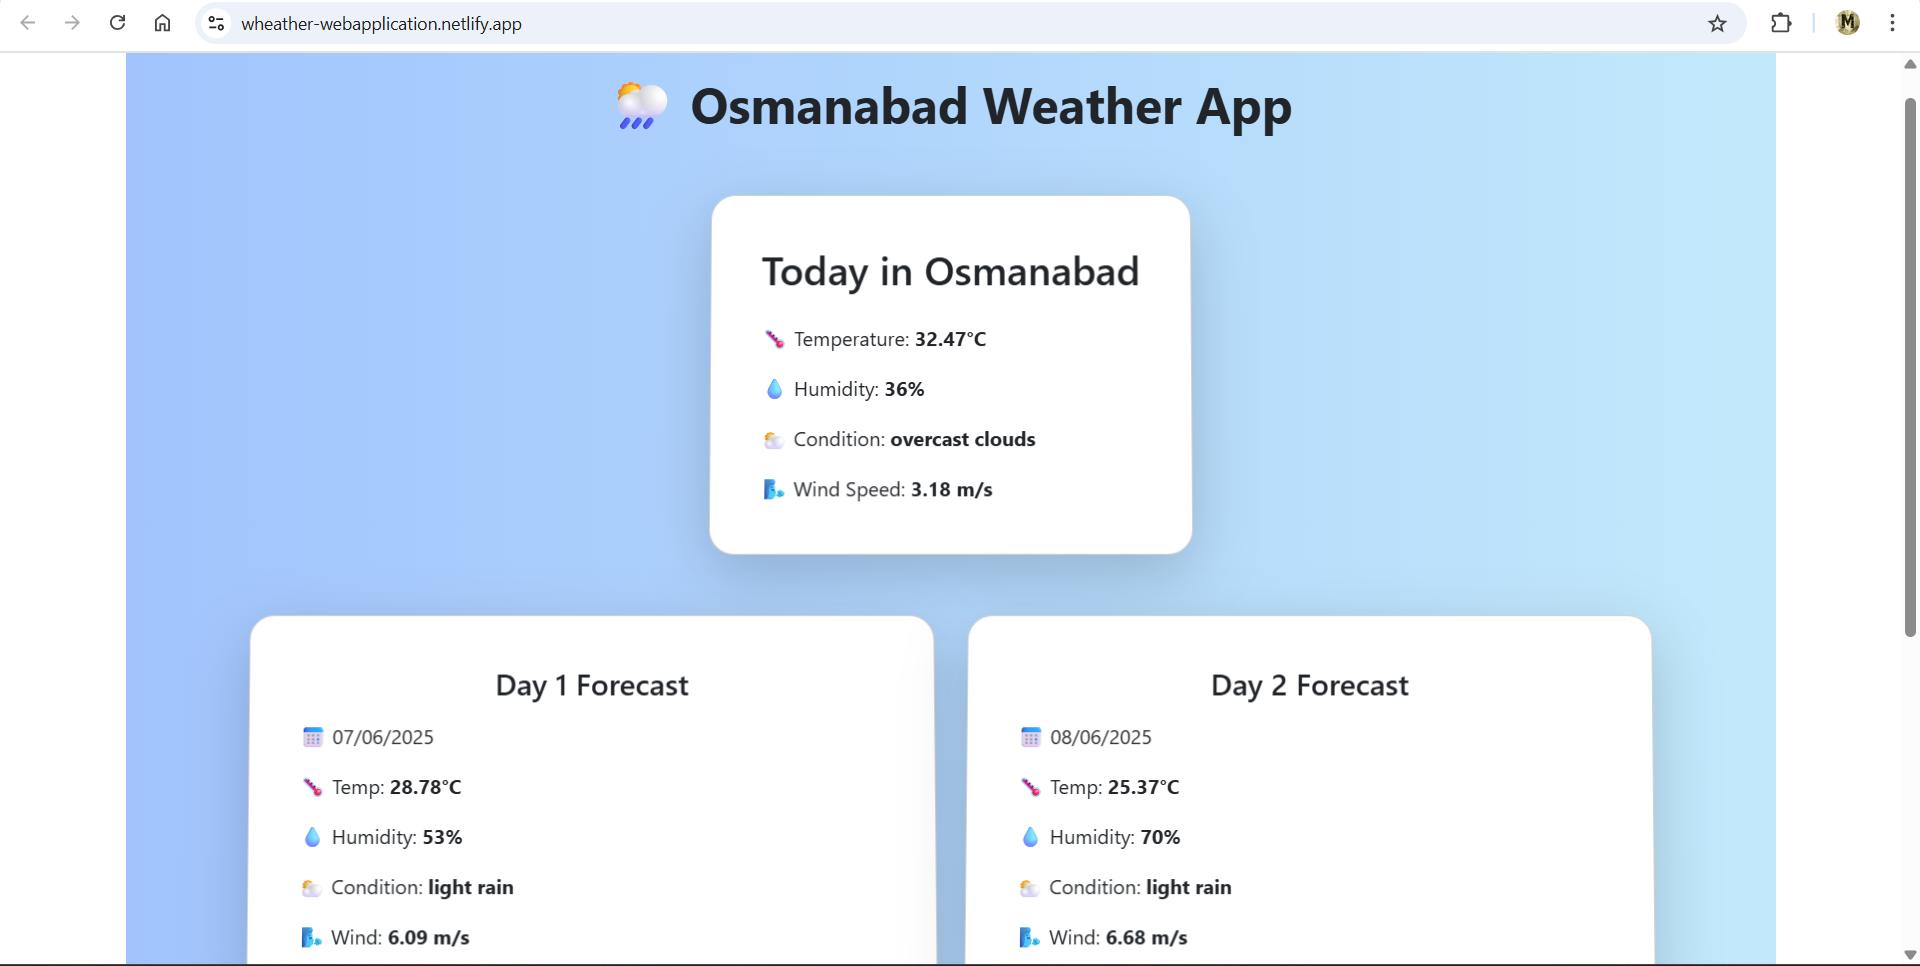 wheather-webapplication.netlify.app
M
Osmanabad Weather App
Today in Osmanabad
Temperature: 32.47°C
Humidity: 36%
Condition: overcast clouds
Wind Speed: 3.18 m/s
Day 1 Forecast
07/06/2025
Temp: 28.78°C
Humidity: 53%
Condition: light rain
Wind: 6.09 m/s
Day 2 Forecast
08/06/2025
Temp: 25.37°C
Humidity: 70%
Condition: light rain
Wind: 6.68 m/s